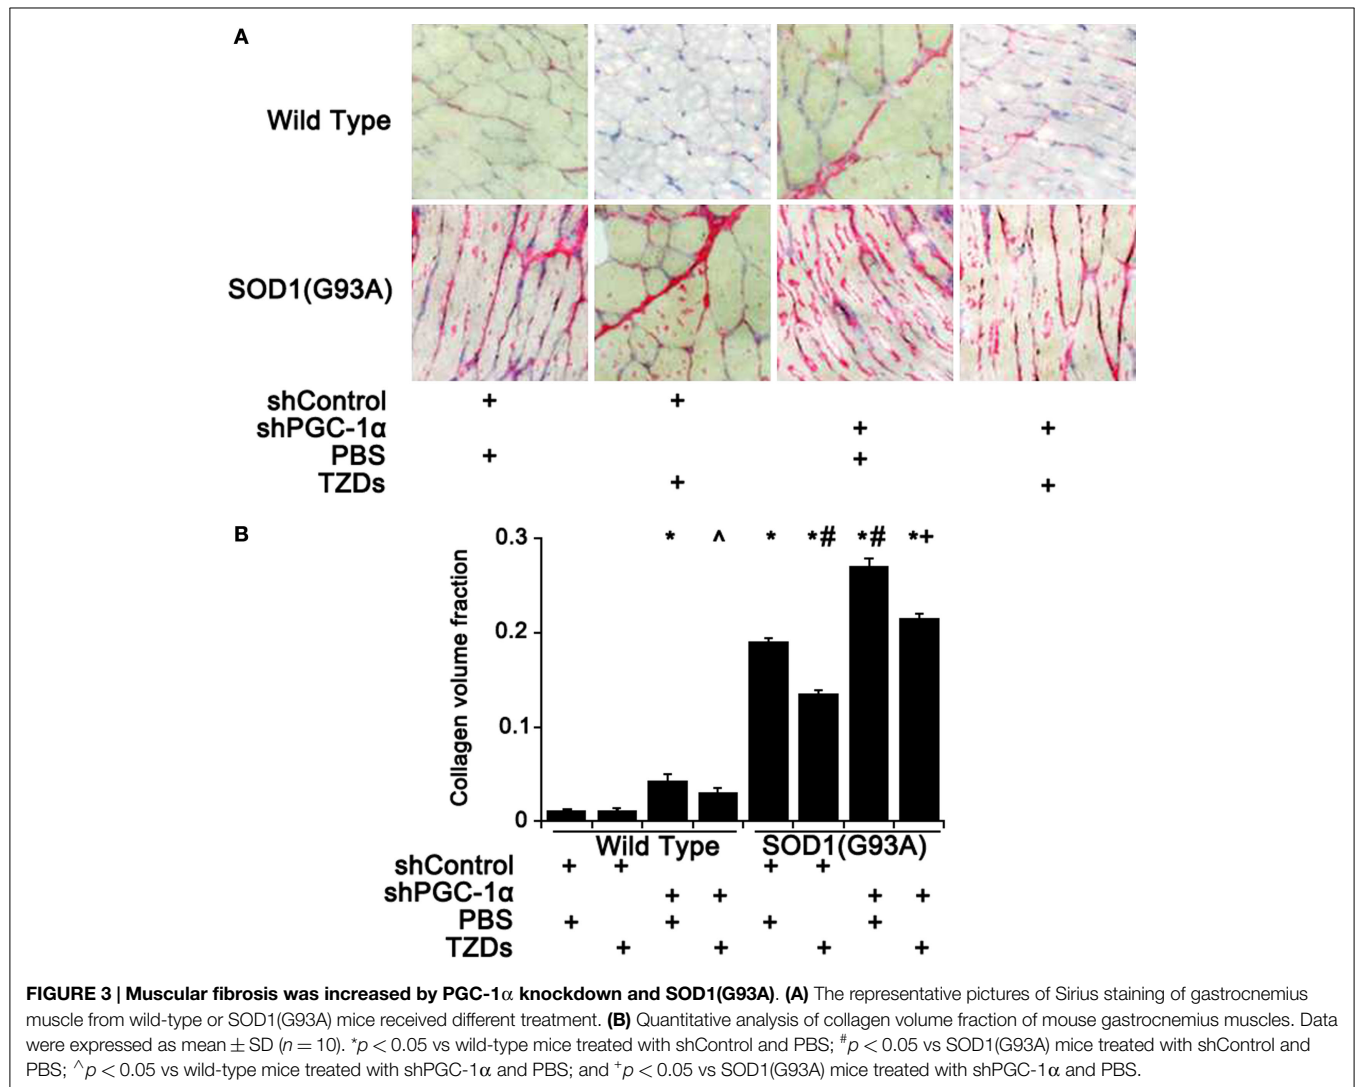 A
Wild Type
SOD1(G93A)
shControl + +
shPGC-1α + +
PBS + +
TZDs + +
B
* ^ * *# *# *+
0.3
0.2
0.1
0
Collagen volume fraction
Wild Type SOD1(G93A)
shControl + + + +
shPGC-1α + + + +
PBS + + + +
TZDs + + + +
FIGURE 3 | Muscular fibrosis was increased by PGC-1α knockdown and SOD1(G93A). (A) The representative pictures of Sirius staining of gastrocnemius
muscle from wild-type or SOD1(G93A) mice received different treatment. (B) Quantitative analysis of collagen volume fraction of mouse gastrocnemius muscles. Data
were expressed as mean ± SD (n = 10). *p < 0.05 vs wild-type mice treated with shControl and PBS; #p < 0.05 vs SOD1(G93A) mice treated with shControl and
PBS; ^p < 0.05 vs wild-type mice treated with shPGC-1α and PBS; and +p < 0.05 vs SOD1(G93A) mice treated with shPGC-1α and PBS.